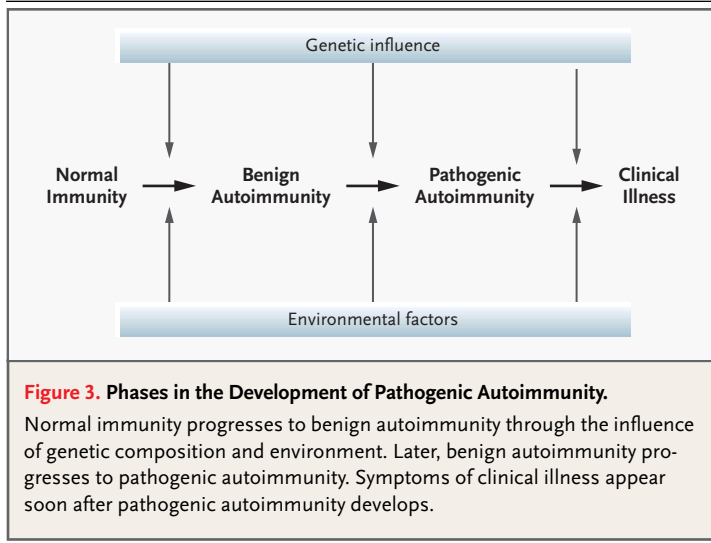 Genetic influence
Normal Immunity
Benign Autoimmunity
Pathogenic Autoimmunity
Clinical Illness
Environmental factors
Figure 3. Phases in the Development of Pathogenic Autoimmunity.
Normal immunity progresses to benign autoimmunity through the influence
of genetic composition and environment. Later, benign autoimmunity pro-
gresses to pathogenic autoimmunity. Symptoms of clinical illness appear
soon after pathogenic autoimmunity develops.